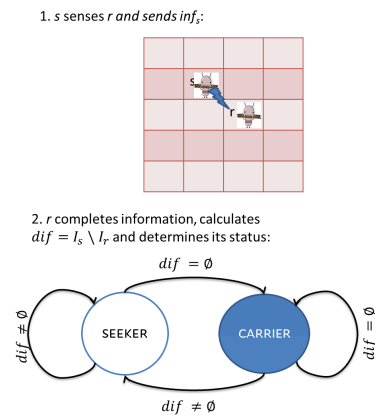 1. s senses r and sends infₛ:
s
r
2. r completes information, calculates
dif = Iₛ \ Iᵣ and determines its status:
dif = ∅
dif ≠ ∅
SEEKER
CARRIER
dif = ∅
dif ≠ ∅